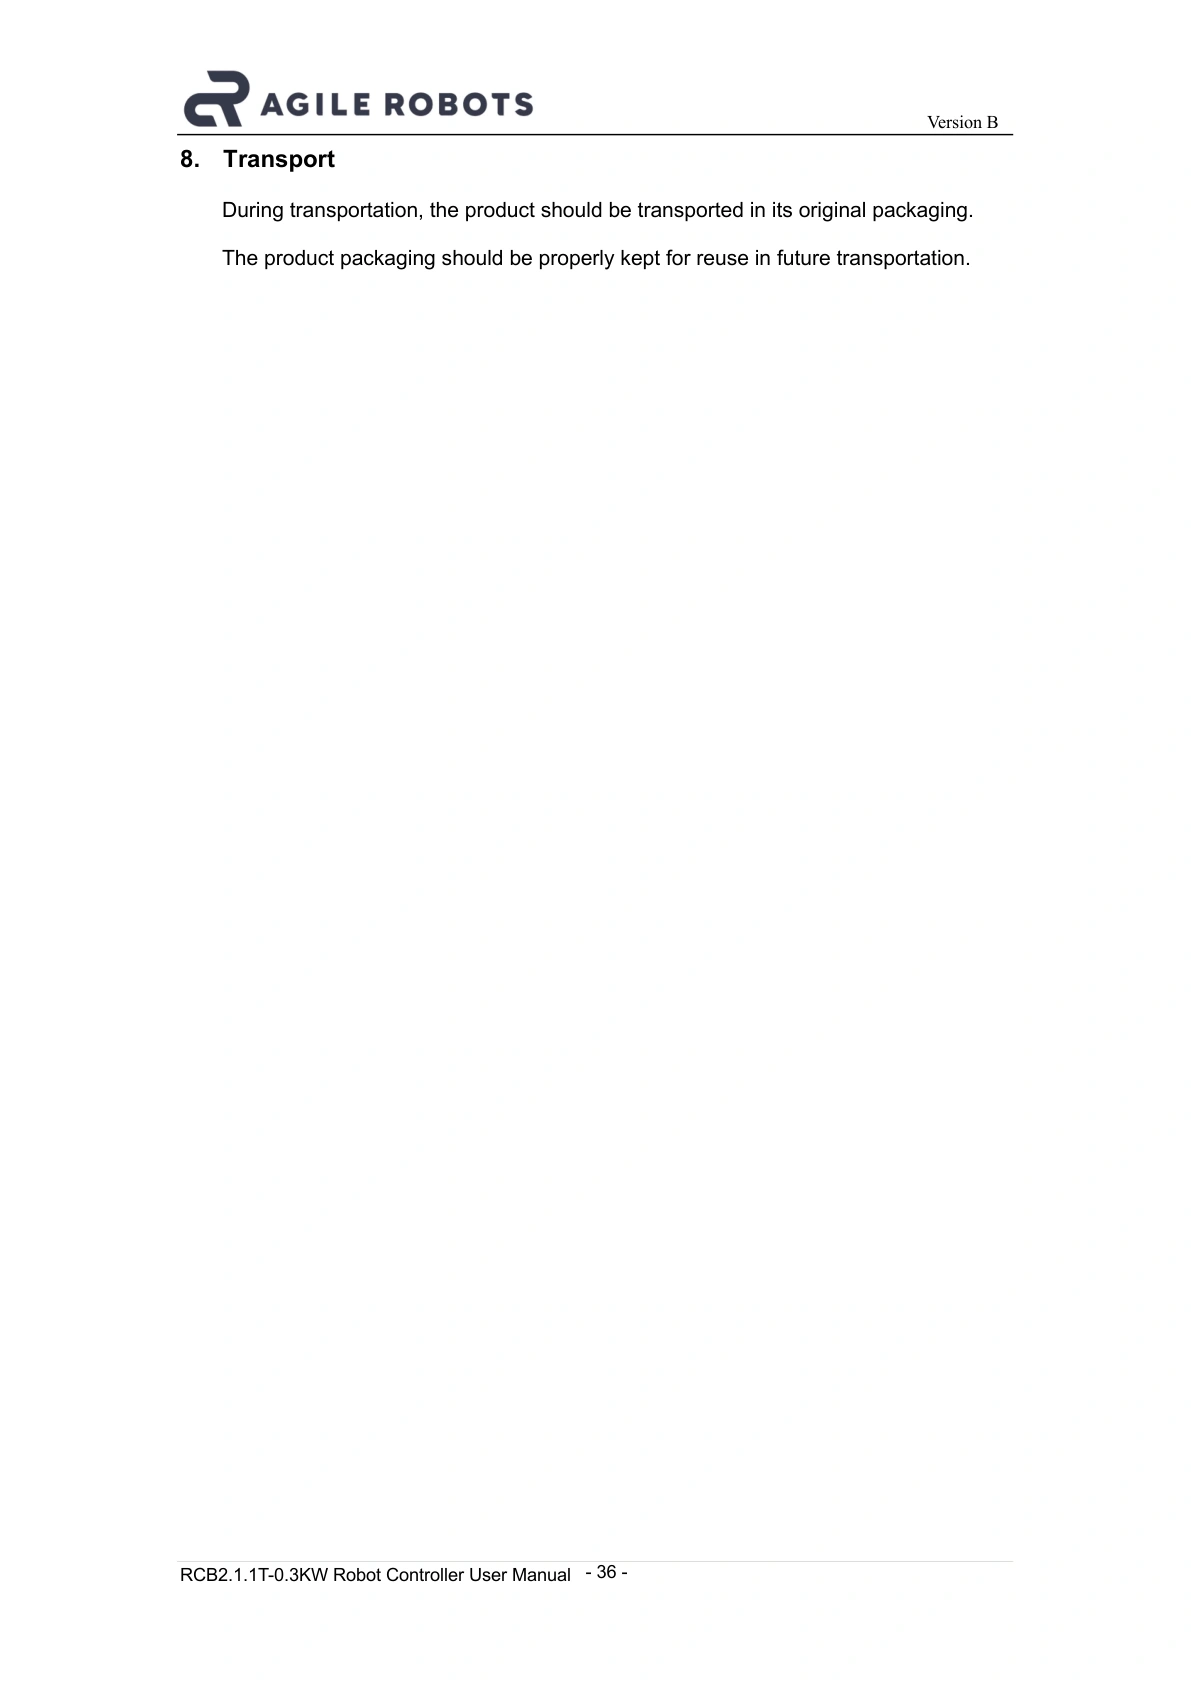 AGILE ROBOTS
Version B
8. Transport
During transportation, the product should be transported in its original packaging.
The product packaging should be properly kept for reuse in future transportation.
RCB2.1.1T-0.3KW Robot Controller User Manual - 36 -